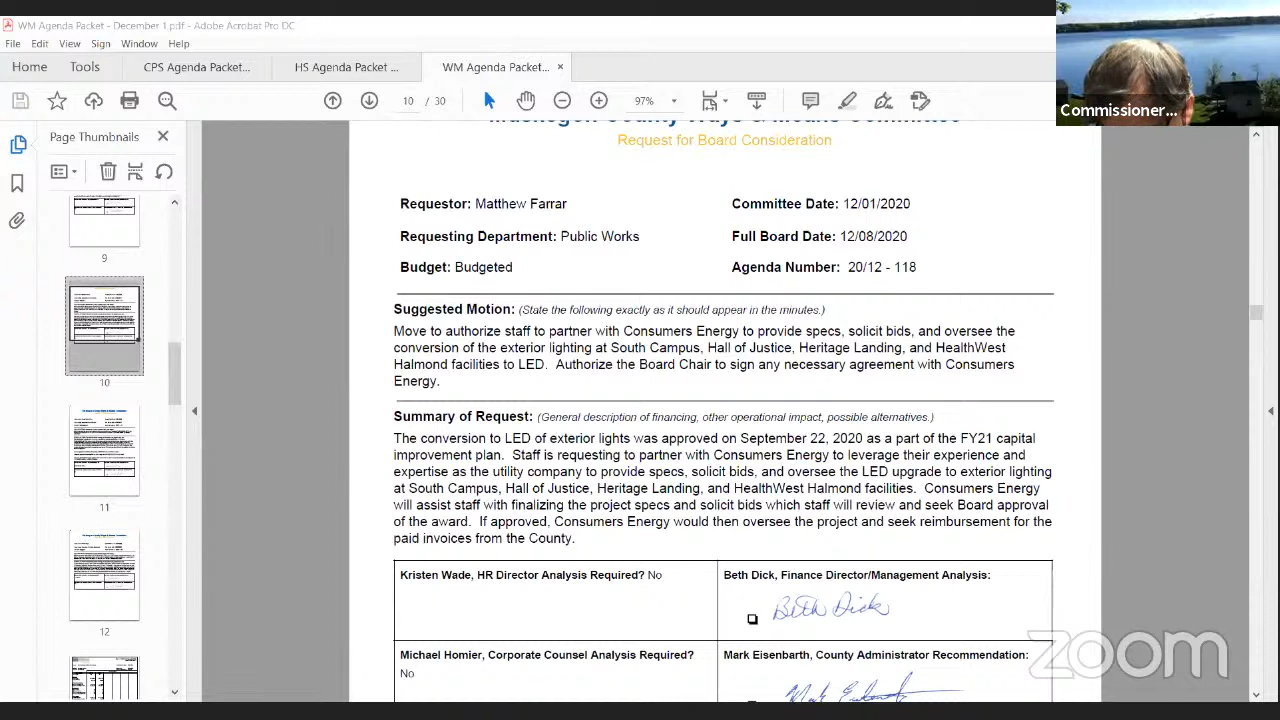 WM Agenda Packet - December 1.pdf - Adobe Acrobat Pro DC
File Edit View Sign Window Help
Home Tools CPS Agenda Packet... HS Agenda Packet ... WM Agenda Packet... ×
10 / 30 97%
Commissioner...
Page Thumbnails
Muskegon County Ways & Means Committee
Request for Board Consideration
Requestor: Matthew Farrar Committee Date: 12/01/2020
Requesting Department: Public Works Full Board Date: 12/08/2020
Budget: Budgeted Agenda Number: 20/12 - 118
Suggested Motion: (State the following exactly as it should appear in the minutes.)
Move to authorize staff to partner with Consumers Energy to provide specs, solicit bids, and oversee the
conversion of the exterior lighting at South Campus, Hall of Justice, Heritage Landing, and HealthWest
Halmond facilities to LED. Authorize the Board Chair to sign any necessary agreement with Consumers
Energy.
Summary of Request: (General description of financing, other operational impact, possible alternatives.)
The conversion to LED of exterior lights was approved on September 22, 2020 as a part of the FY21 capital
improvement plan. Staff is requesting to partner with Consumers Energy to leverage their experience and
expertise as the utility company to provide specs, solicit bids, and oversee the LED upgrade to exterior lighting
at South Campus, Hall of Justice, Heritage Landing, and HealthWest Halmond facilities. Consumers Energy
will assist staff with finalizing the project specs and solicit bids which staff will review and seek Board approval
of the award. If approved, Consumers Energy would then oversee the project and seek reimbursement for the
paid invoices from the County.
Kristen Wade, HR Director Analysis Required? No
Beth Dick, Finance Director/Management Analysis:
Beth Dick
Michael Homier, Corporate Counsel Analysis Required?
No
Mark Eisenbarth, County Administrator Recommendation:
9
10
11
12
zoom